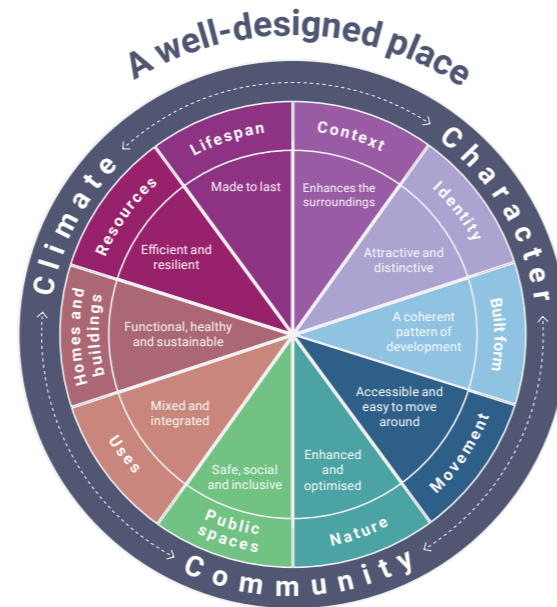 A well-designed place
Climate
Character
Community
Context
Enhances the
surroundings
Identity
Attractive and
distinctive
Built form
A coherent
pattern of
development
Movement
Accessible and
easy to move
around
Nature
Enhanced
and
optimised
Public
spaces
Safe, social
and inclusive
Uses
Mixed and
integrated
Homes and
buildings
Functional, healthy
and sustainable
Resources
Efficient and
resilient
Lifespan
Made to last